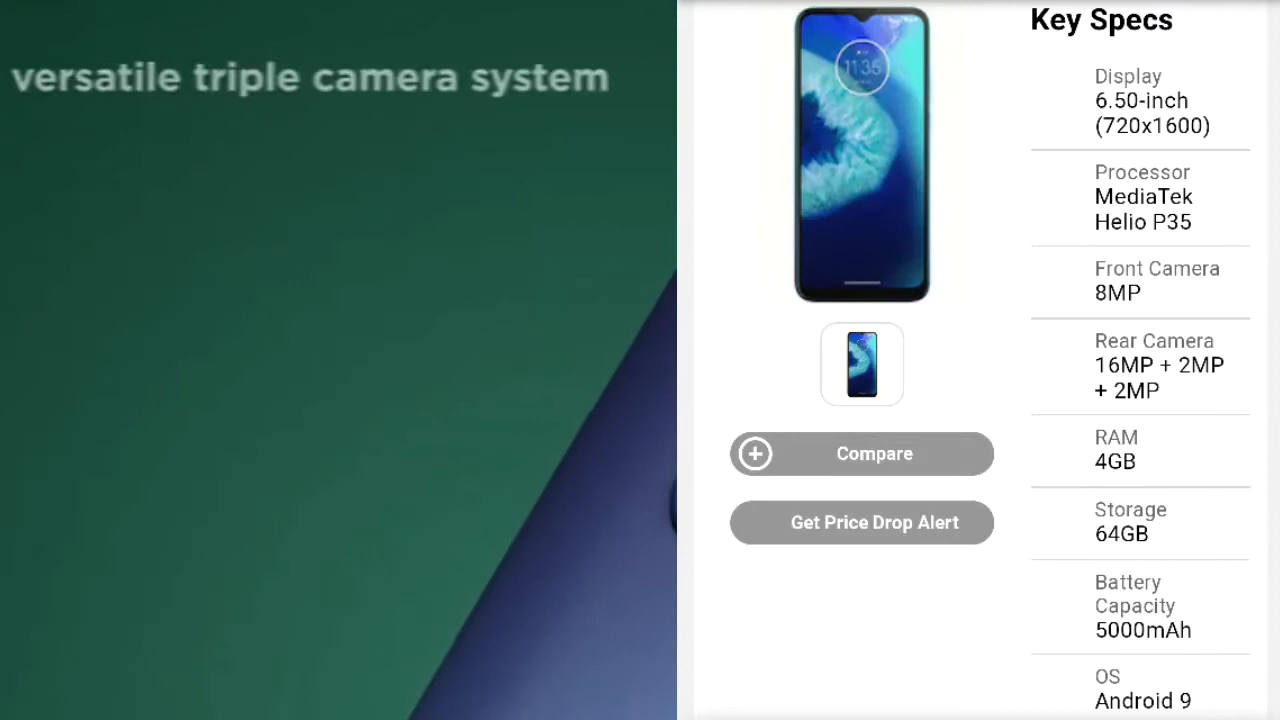 versatile triple camera system
11:35
Compare
Get Price Drop Alert
Key Specs
Display
6.50-inch
(720x1600)
Processor
MediaTek
Helio P35
Front Camera
8MP
Rear Camera
16MP + 2MP
+ 2MP
RAM
4GB
Storage
64GB
Battery
Capacity
5000mAh
OS
Android 9